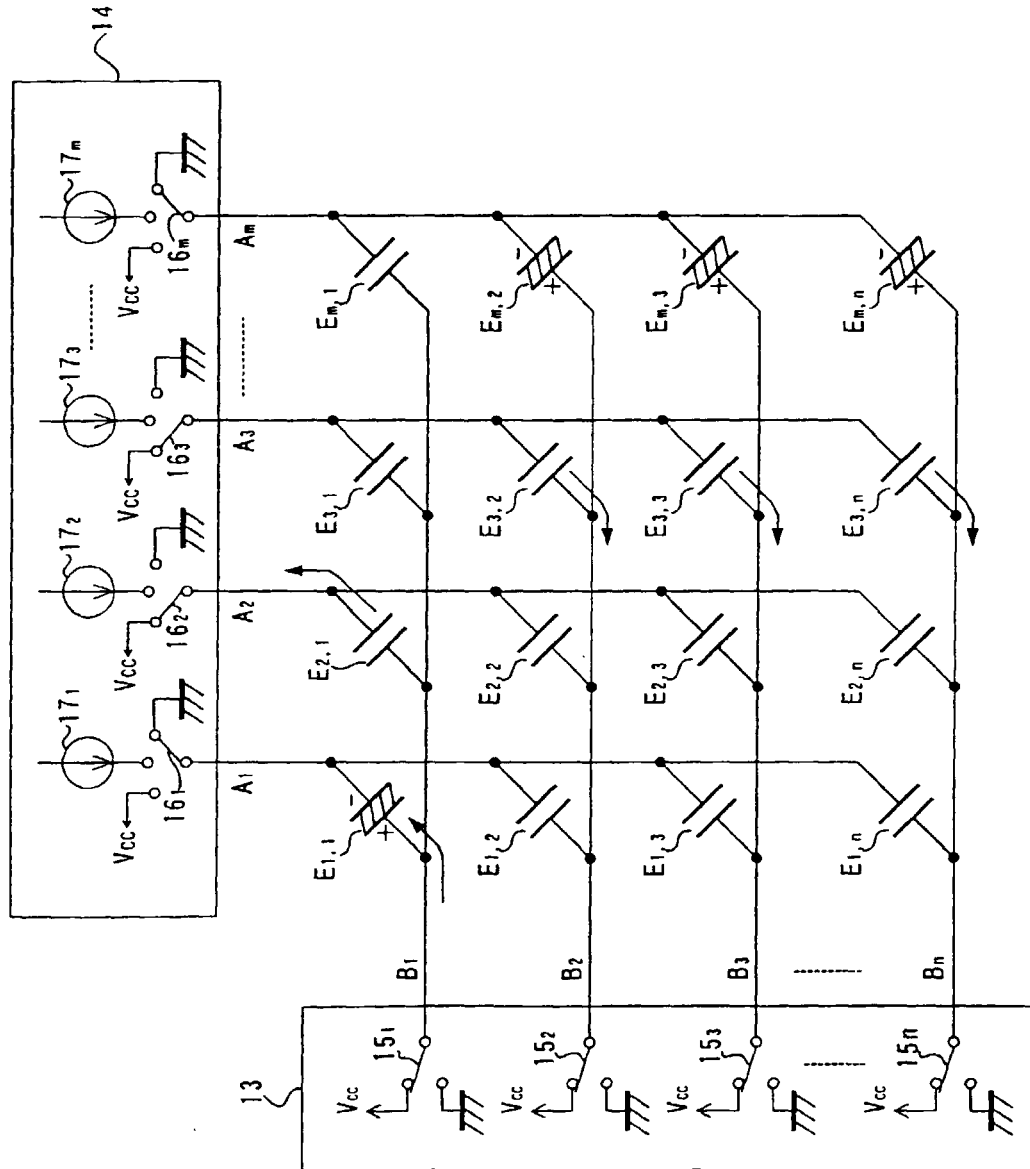 14
17₁
17₂
17₃
17m
Vcc
Vcc
Vcc
Vcc
16₁
16₂
16₃
16m
A₁
A₂
A₃
Am
E₁,₁
E₂,₁
E₃,₁
Em,₁
E₁,₂
E₂,₂
E₃,₂
Em,₂
E₁,₃
E₂,₃
E₃,₃
Em,₃
E₁,n
E₂,n
E₃,n
Em,n
+ -
+ -
+ -
+ -
B₁
B₂
B₃
Bn
13
15₁
15₂
15₃
15n
Vcc
Vcc
Vcc
Vcc